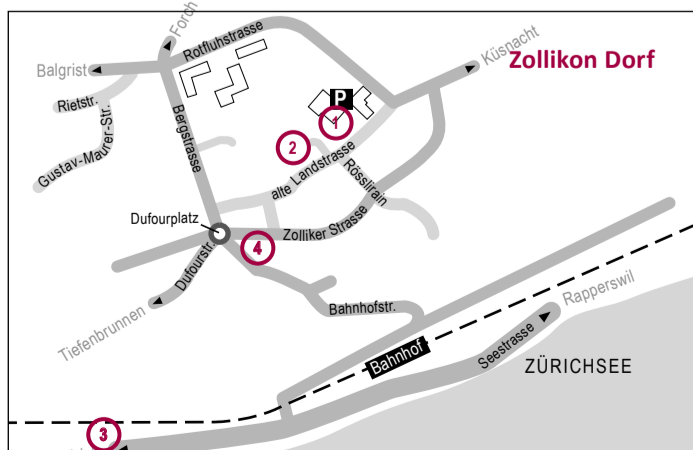 Forch
Rotfluhstrasse
Küsnacht
Zollikon Dorf
Balgrist
Rietstr.
P
1
2
Gustav-Maurer-Str.
Bergstrasse
alte Landstrasse
Rösslirain
Dufourplatz
Zolliker Strasse
4
Dufourstr.
Tiefenbrunnen
Bahnhofstr.
Rapperswil
Bahnhof
Seestrasse
ZÜRICHSEE
3